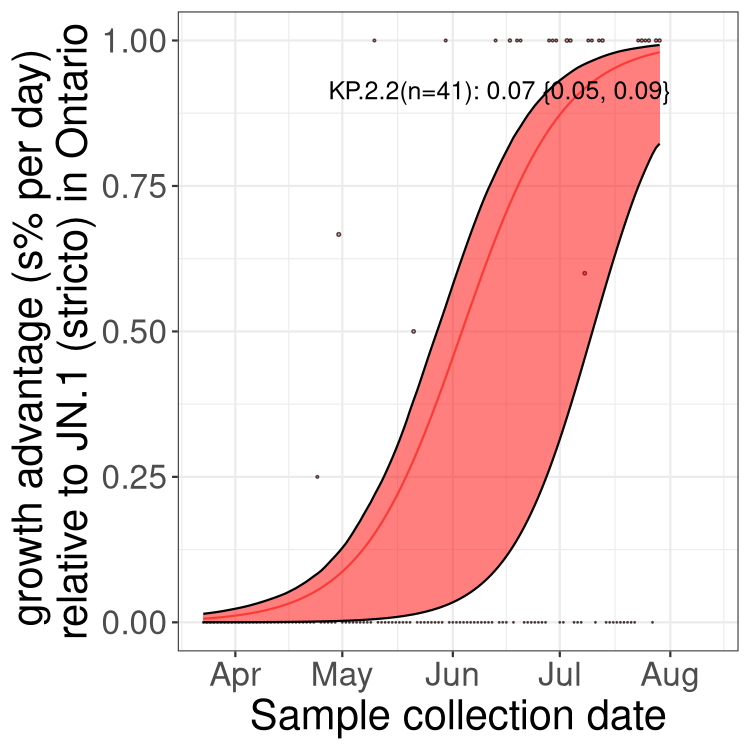 growth advantage (s% per day)
relative to JN.1 (stricto) in Ontario
1.00
0.75
0.50
0.25
0.00
KP.2.2(n=41): 0.07 {0.05, 0.09}
Apr May Jun Jul Aug
Sample collection date